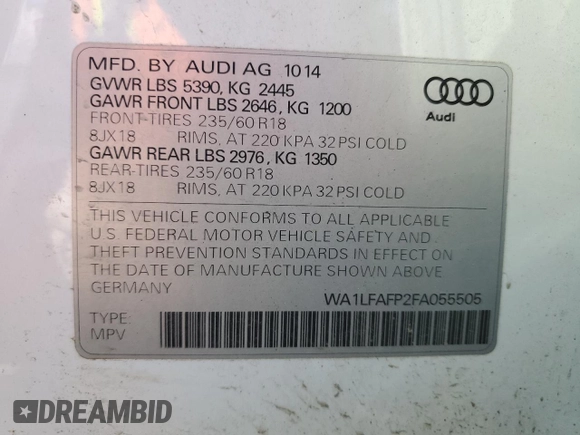 MFD. BY AUDI AG 1014
GVWR LBS 5390, KG 2445
GAWR FRONT LBS 2646, KG 1200
FRONT-TIRES 235/60 R18
8JX18 RIMS, AT 220 KPA 32 PSI COLD
GAWR REAR LBS 2976, KG 1350
REAR-TIRES 235/60 R18
8JX18 RIMS, AT 220 KPA 32 PSI COLD
Audi
THIS VEHICLE CONFORMS TO ALL APPLICABLE
U.S. FEDERAL MOTOR VEHICLE SAFETY AND
THEFT PREVENTION STANDARDS IN EFFECT ON
THE DATE OF MANUFACTURE SHOWN ABOVE
GERMANY
WA1LFAFP2FA055505
TYPE
MPV
DREAMBID